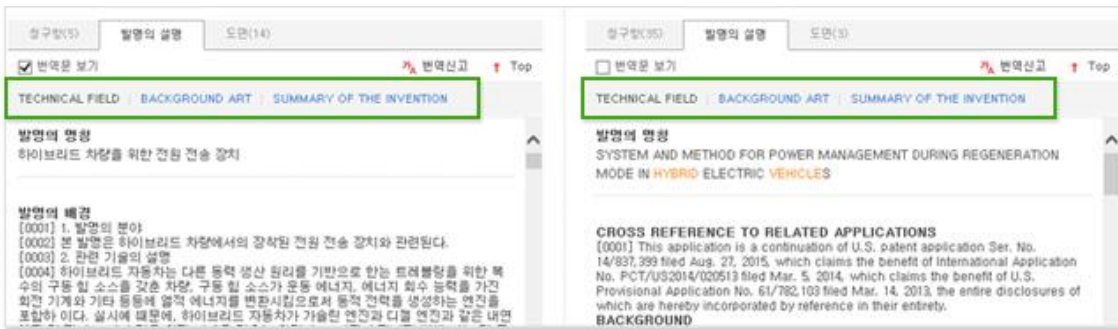 청구항(5) 발명의 설명 도면(14)
번역문 보기 가A 번역신고 Top
TECHNICAL FIELD | BACKGROUND ART | SUMMARY OF THE INVENTION
발명의 명칭
하이브리드 차량를 위한 전원 전송 장치
발명의 배경
[0001] 1. 발명의 분야
[0002] 본 발명은 하이브리드 차량에서의 장착된 전원 전송 장치와 관련된다.
[0003] 2. 관련 기술의 설명
[0004] 하이브리드 자동차는 다른 동력 생산 원리를 기반으로 하는 트레블링을 위한 복
수의 구동 힘 소스를 갖춘 차량, 구동 힘 소스가 운동 에너지, 에너지 회수 능력를 가진
회전 기계와 기타 등등에 열적 에너지를 변환시킴으로서 동적 전력을 생성하는 엔진을
포함하 이다. 실시예 때문에, 하이브리드 자동차가 가솔린 엔진과 디젤 엔진과 같은 내연
청구항(35) 발명의 설명 도면(3)
번역문 보기 가A 번역신고 Top
TECHNICAL FIELD | BACKGROUND ART | SUMMARY OF THE INVENTION
발명의 명칭
SYSTEM AND METHOD FOR POWER MANAGEMENT DURING REGENERATION
MODE IN HYBRID ELECTRIC VEHICLES
CROSS REFERENCE TO RELATED APPLICATIONS
[0001] This application is a continuation of U.S. patent application Ser. No.
14/837,399 filed Aug. 27, 2015, which claims the benefit of International Application
No. PCT/US2014/020513 filed Mar. 5, 2014, which claims the benefit of U.S.
Provisional Application No. 61/782,103 filed Mar. 14, 2013, the entire disclosures of
which are hereby incorporated by reference in their entirety.
BACKGROUND